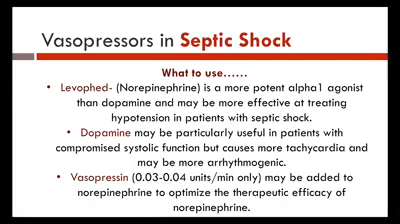 Vasopressors in Septic Shock
What to use......
• Levophed- (Norepinephrine) is a more potent alpha1 agonist
than dopamine and may be more effective at treating
hypotension in patients with septic shock.
• Dopamine may be particularly useful in patients with
compromised systolic function but causes more tachycardia and
may be more arrhythmogenic.
• Vasopressin (0.03-0.04 units/min only) may be added to
norepinephrine to optimize the therapeutic efficacy of
norepinephrine.